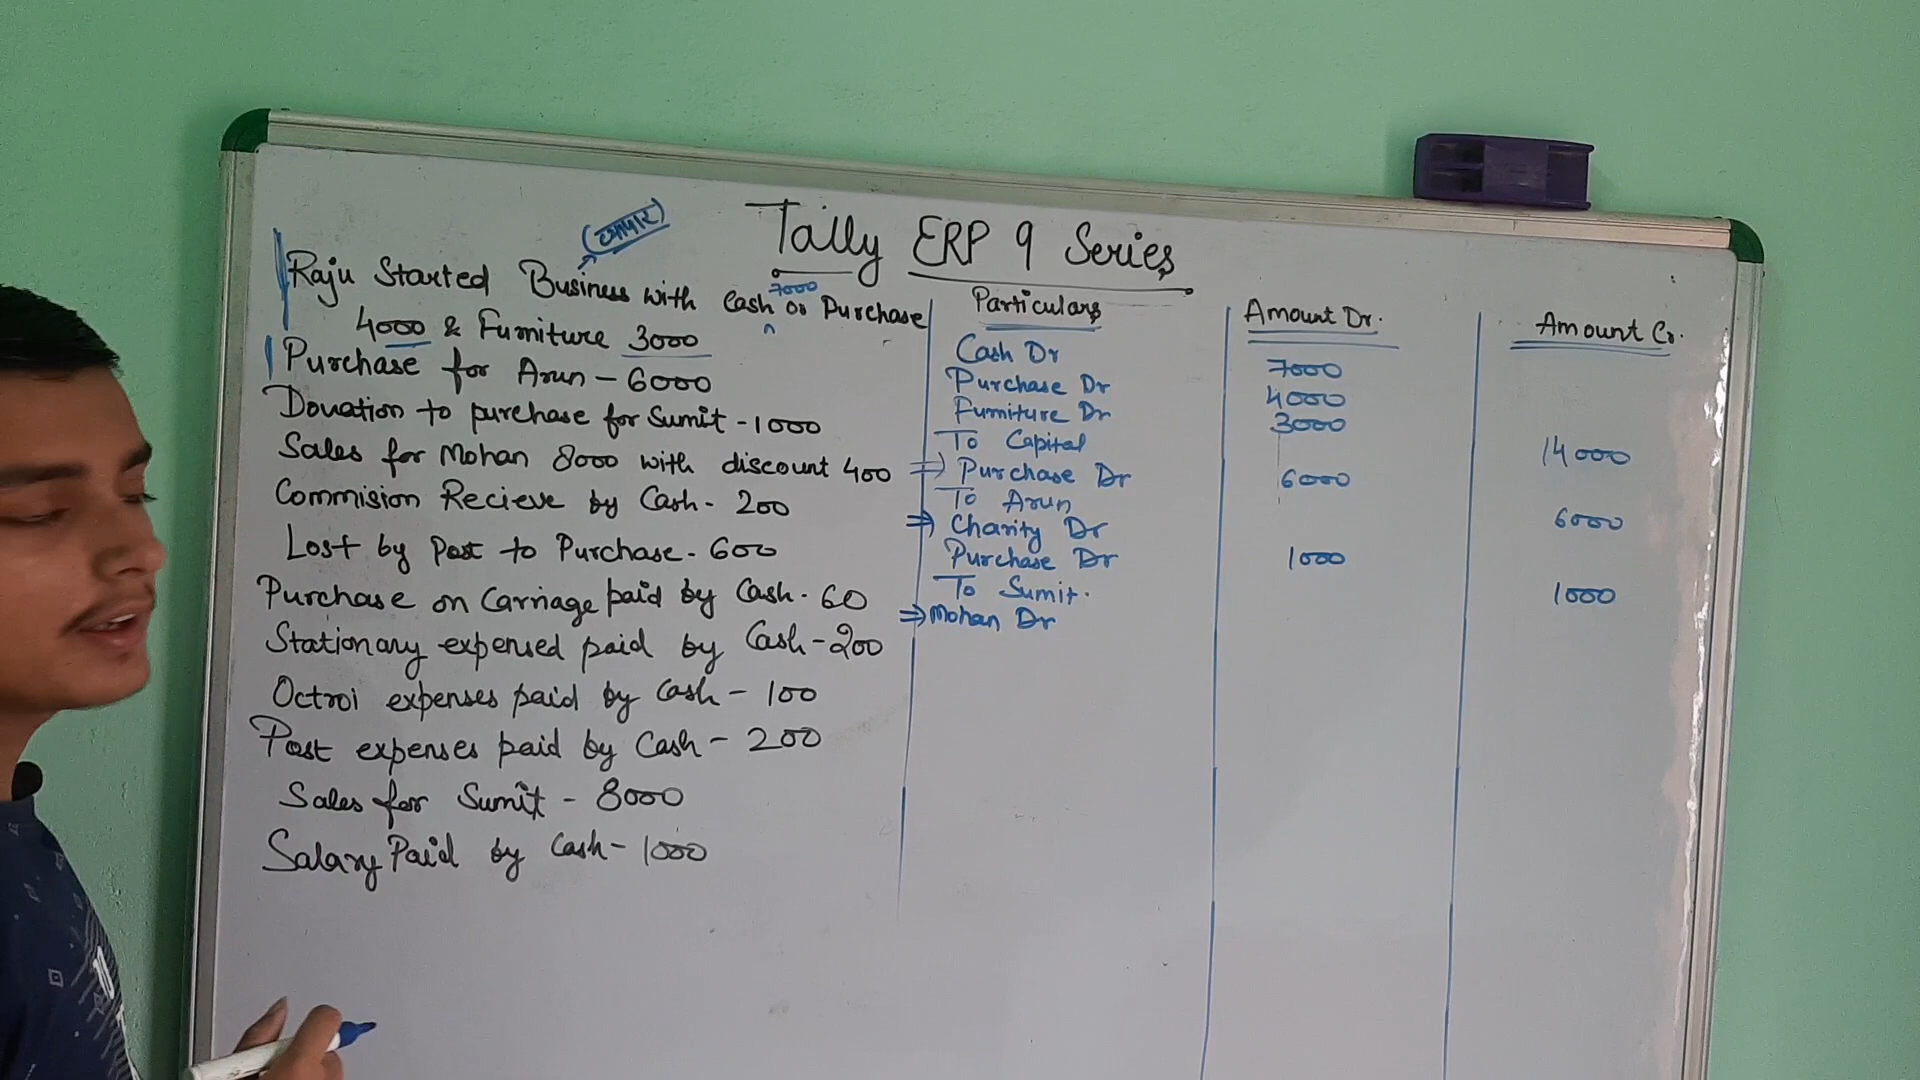 Tally ERP 9 Series
(व्यापार)
Raju Started Business with Cash 7000 or Purchase
4000 & Furniture 3000
Purchase for Arun - 6000
Donation to purchase for Sumit - 1000
Sales for Mohan 8000 with discount 400
Commision Recieve by Cash - 200
Lost by Post to Purchase - 600
Purchase on Carriage paid by Cash - 60
Stationary expensed paid by Cash - 200
Octroi expenses paid by Cash - 100
Post expenses paid by Cash - 200
Sales for Sumit - 8000
Salary Paid by Cash - 1000
Particulars Amount Dr. Amount Cr.
Cash Dr 7000
Purchase Dr 4000
Furniture Dr 3000
To Capital 14000
⇒ Purchase Dr 6000
To Arun 6000
⇒ Charity Dr
Purchase Dr 1000
To Sumit. 1000
⇒ Mohan Dr